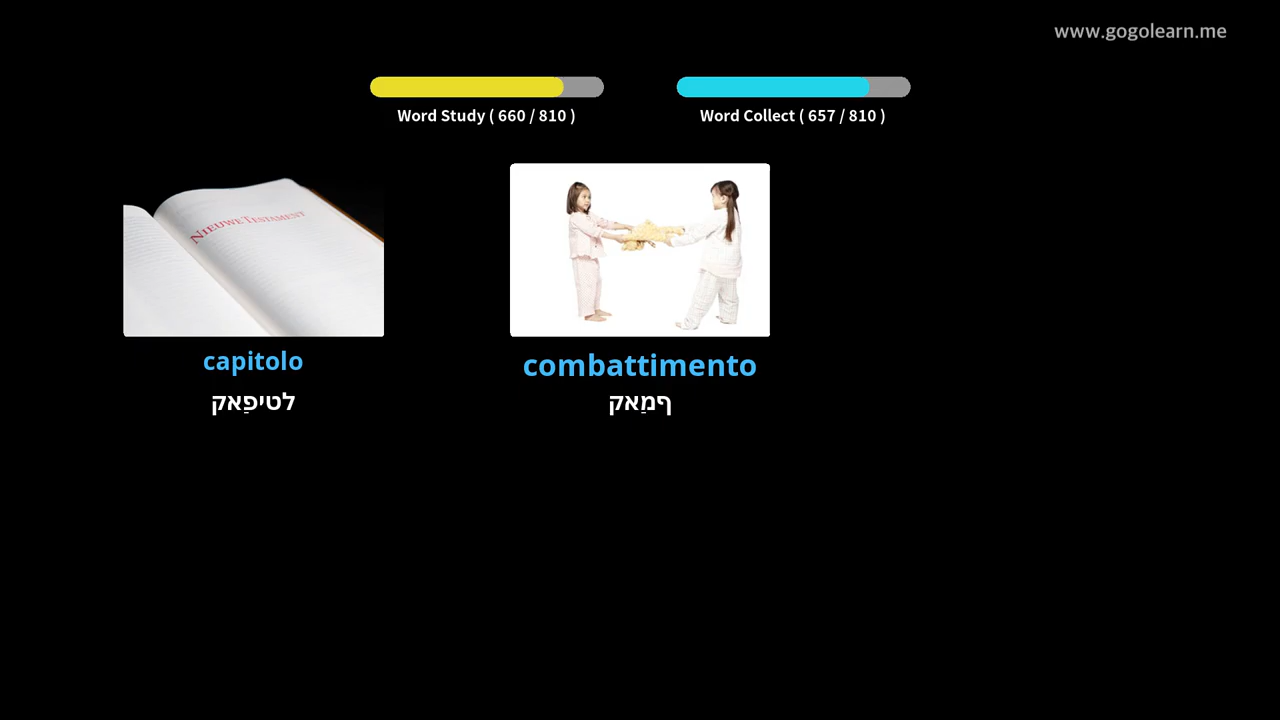 www.gogolearn.me
Word Study ( 660 / 810 )
Word Collect ( 657 / 810 )
NIEUWE TESTAMENT
capitolo
לטיפַאק
combattimento
ףמַאק